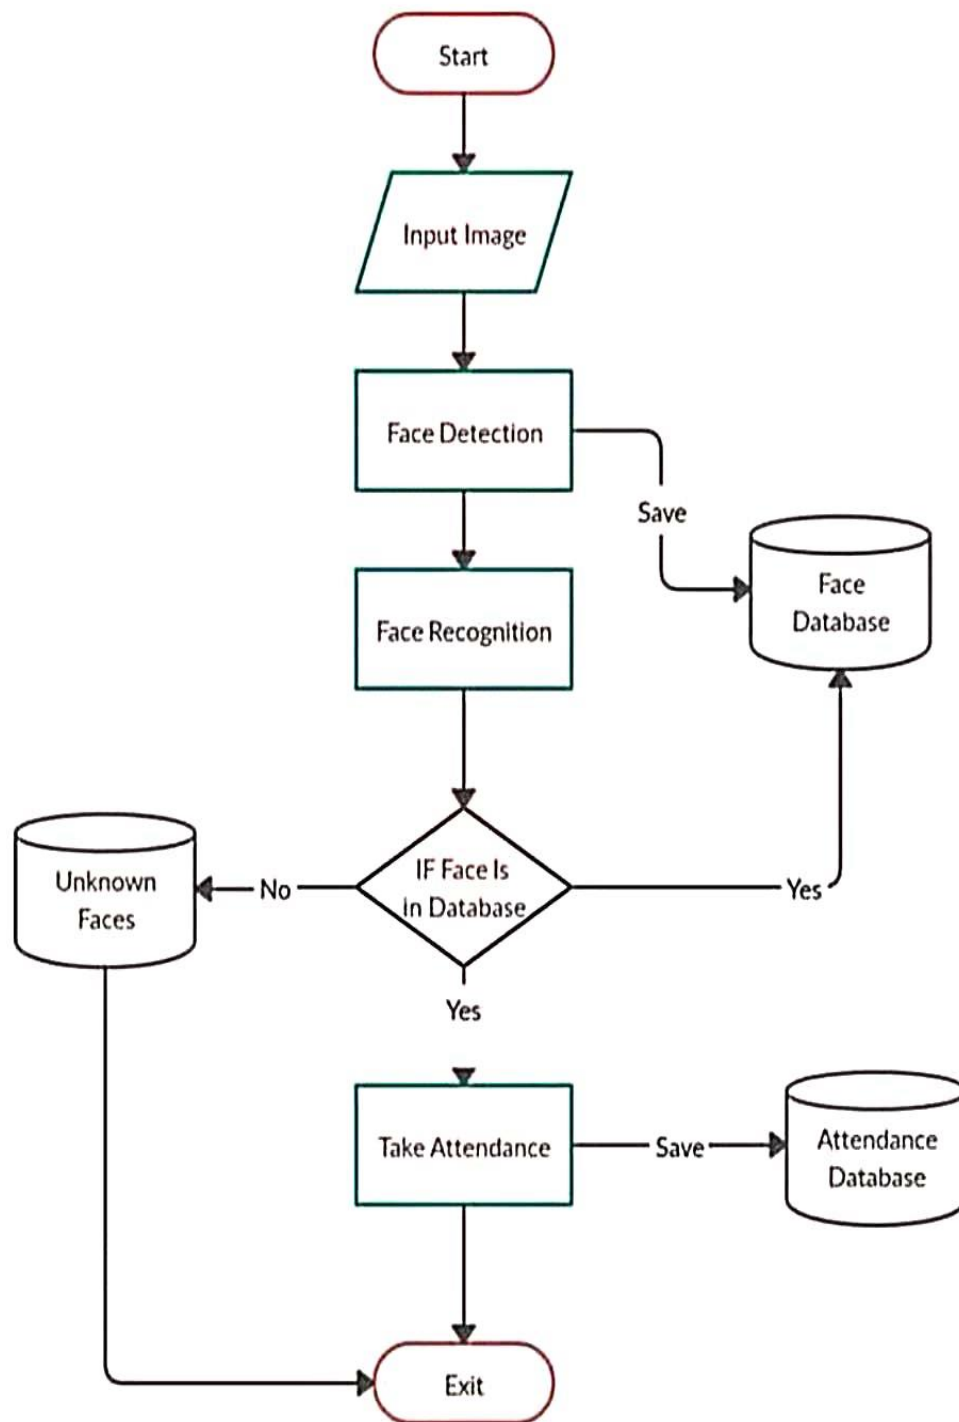 Start
Input Image
Face Detection
Save
Face
Database
Face Recognition
IF Face Is
in Database
No
Unknown
Faces
Yes
Yes
Take Attendance
Save
Attendance
Database
Exit